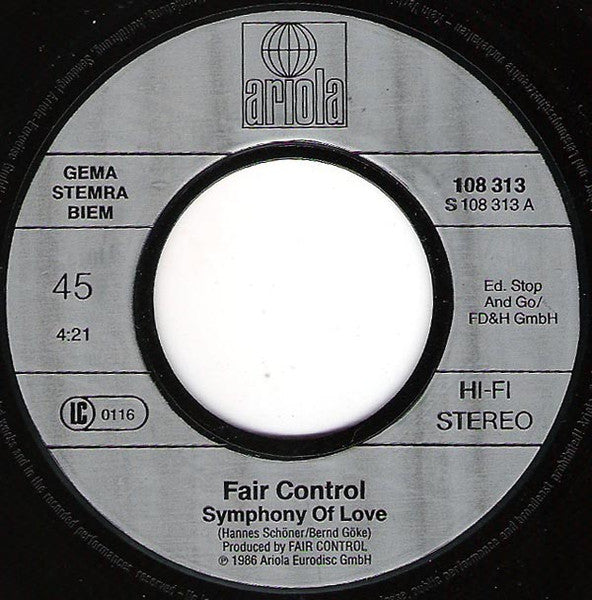 ariola
GEMA
STEMRA
BIEM
108 313
S 108 313 A
45
4:21
Ed. Stop
And Go/
FD&H GmbH
LC 0116
HI-FI
STEREO
Fair Control
Symphony Of Love
(Hannes Schöner/Bernd Göke)
Produced by FAIR CONTROL
℗ 1986 Ariola Eurodisc GmbH